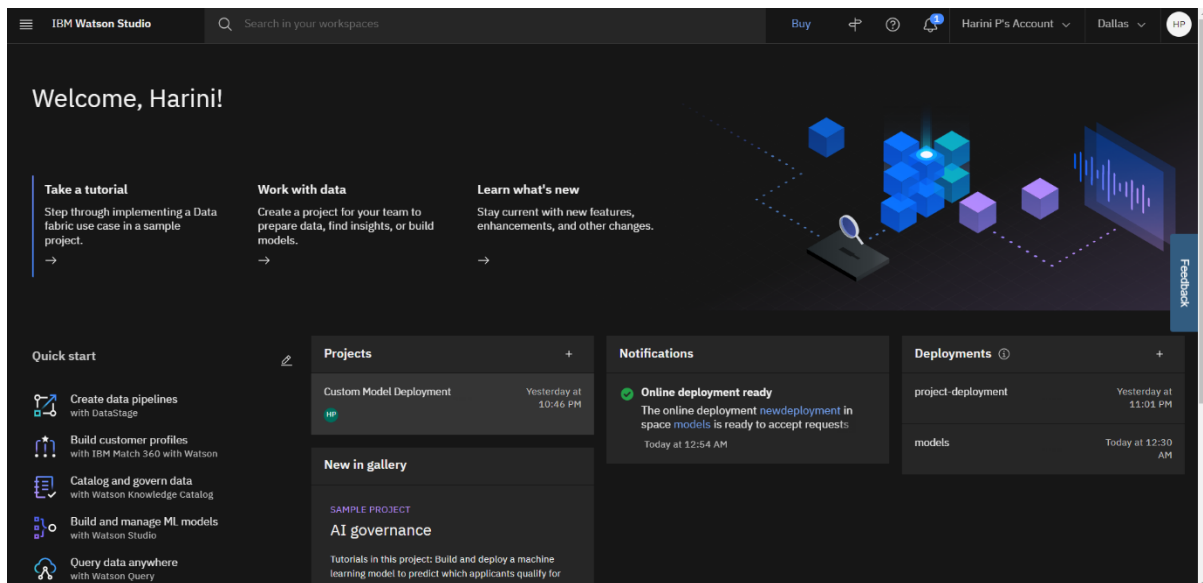 IBM Watson Studio
Search in your workspaces
Buy
1
Harini P's Account
Dallas
HP
Welcome, Harini!
Take a tutorial
Step through implementing a Data
fabric use case in a sample
project.
Work with data
Create a project for your team to
prepare data, find insights, or build
models.
Learn what's new
Stay current with new features,
enhancements, and other changes.
Feedback
Quick start
Create data pipelines
with DataStage
Build customer profiles
with IBM Match 360 with Watson
Catalog and govern data
with Watson Knowledge Catalog
Build and manage ML models
with Watson Studio
Query data anywhere
with Watson Query
Projects
Custom Model Deployment
Yesterday at
10:46 PM
HP
New in gallery
SAMPLE PROJECT
AI governance
Tutorials in this project: Build and deploy a machine
learning model to predict which applicants qualify for
Notifications
Online deployment ready
The online deployment newdeployment in
space models is ready to accept requests
Today at 12:54 AM
Deployments
project-deployment
Yesterday at
11:01 PM
models
Today at 12:30
AM